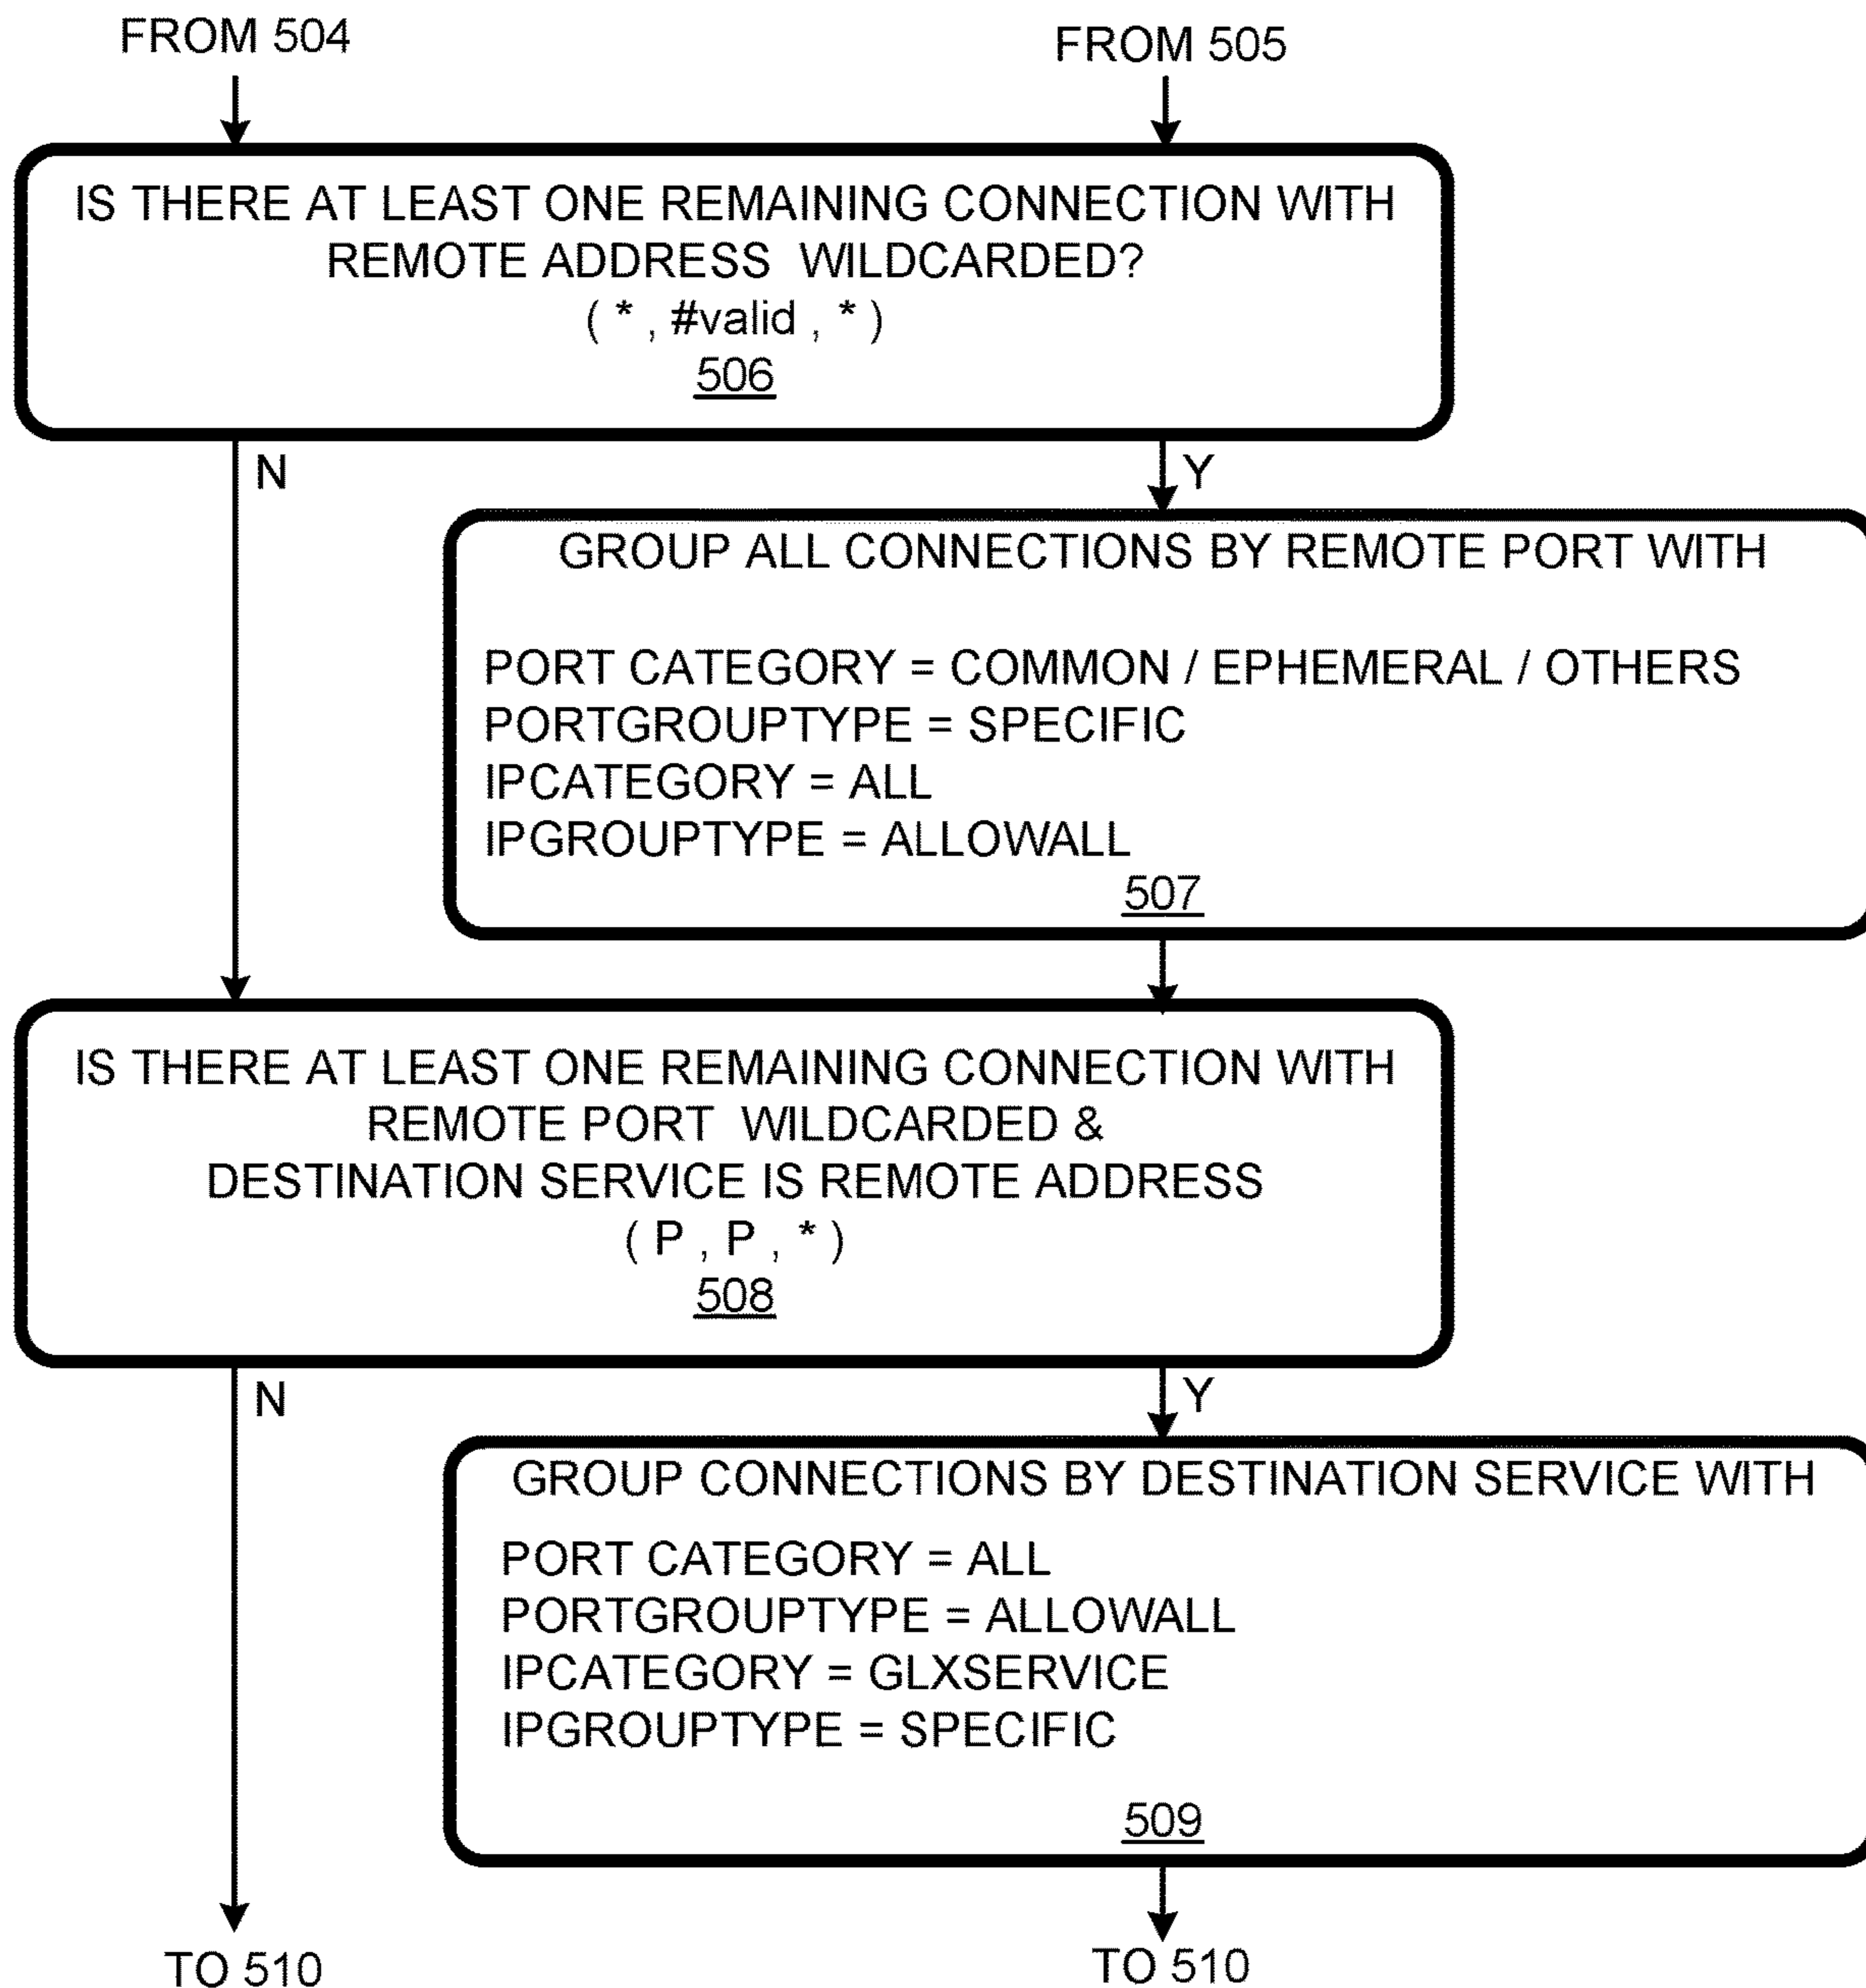 FROM 504
FROM 505
IS THERE AT LEAST ONE REMAINING CONNECTION WITH
REMOTE ADDRESS WILDCARDED?
( * , #valid , * )
506
N
Y
GROUP ALL CONNECTIONS BY REMOTE PORT WITH
PORT CATEGORY = COMMON / EPHEMERAL / OTHERS
PORTGROUPTYPE = SPECIFIC
IPCATEGORY = ALL
IPGROUPTYPE = ALLOWALL
507
IS THERE AT LEAST ONE REMAINING CONNECTION WITH
REMOTE PORT WILDCARDED &
DESTINATION SERVICE IS REMOTE ADDRESS
( P , P , * )
508
N
Y
GROUP CONNECTIONS BY DESTINATION SERVICE WITH
PORT CATEGORY = ALL
PORTGROUPTYPE = ALLOWALL
IPCATEGORY = GLXSERVICE
IPGROUPTYPE = SPECIFIC
509
TO 510
TO 510